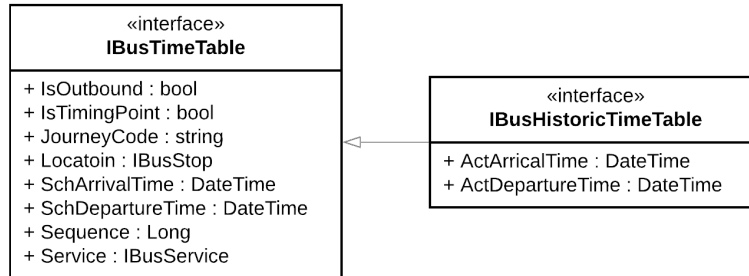 «interface»
IBusTimeTable
+ IsOutbound : bool
+ IsTimingPoint : bool
+ JourneyCode : string
+ Locatoin : IBusStop
+ SchArrivalTime : DateTime
+ SchDepartureTime : DateTime
+ Sequence : Long
+ Service : IBusService
«interface»
IBusHistoricTimeTable
+ ActArricalTime : DateTime
+ ActDepartureTime : DateTime